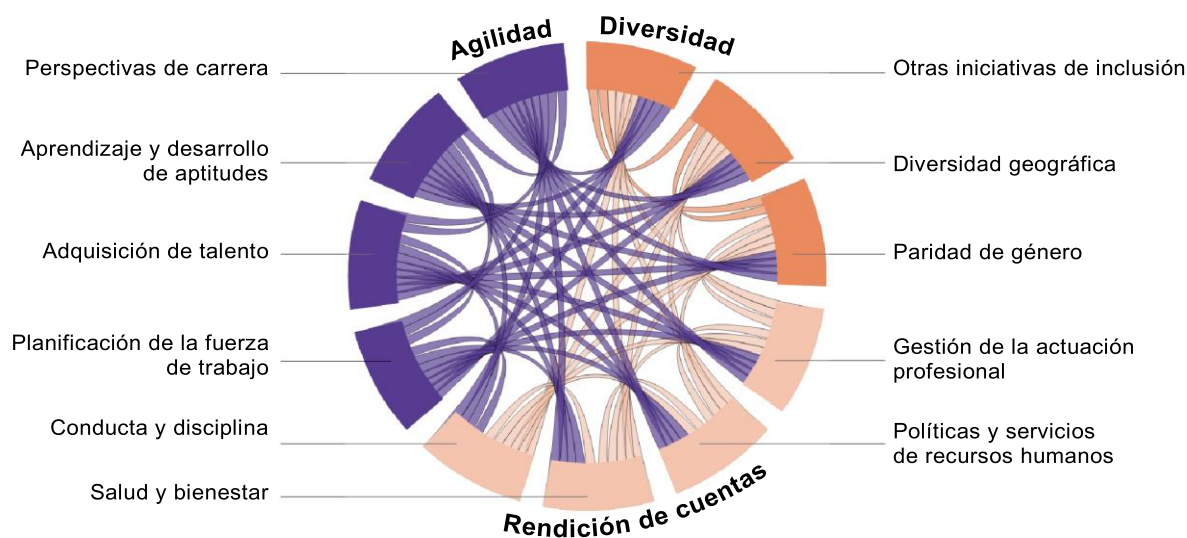 Agilidad
Diversidad
Perspectivas de carrera
Otras iniciativas de inclusión
Aprendizaje y desarrollo
de aptitudes
Diversidad geográfica
Adquisición de talento
Paridad de género
Planificación de la fuerza
de trabajo
Gestión de la actuación
profesional
Conducta y disciplina
Políticas y servicios
de recursos humanos
Salud y bienestar
Rendición de cuentas